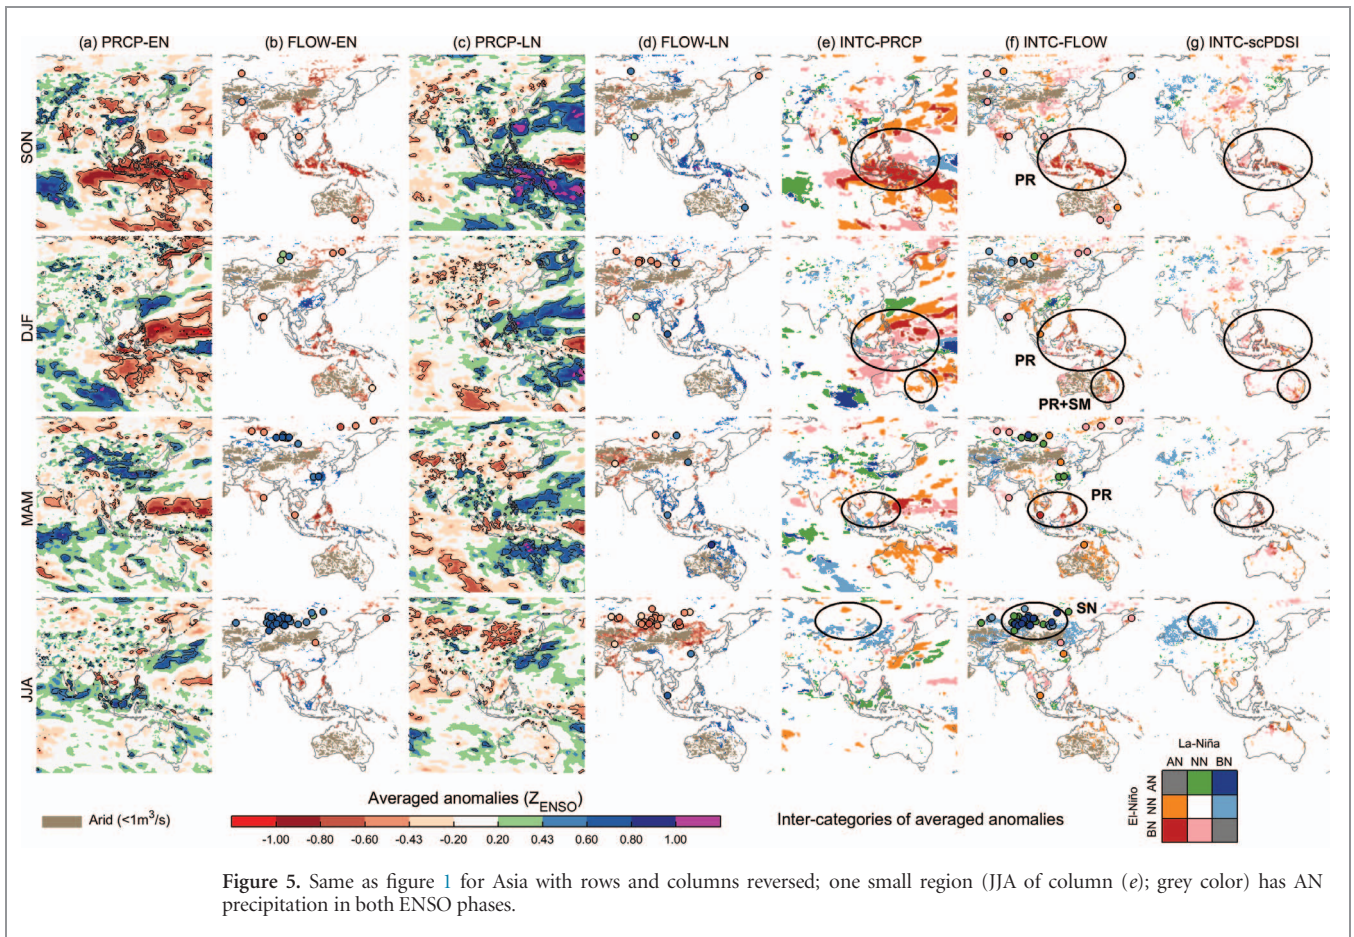 (a) PRCP-EN (b) FLOW-EN (c) PRCP-LN (d) FLOW-LN (e) INTC-PRCP (f) INTC-FLOW (g) INTC-scPDSI
SON
PR
DJF
PR
PR+SM
MAM
PR
JJA
SN
La-Niña
AN NN BN
El-Niño
AN
NN
BN
Arid (<1m³/s)
Averaged anomalies (Z_ENSO)
-1.00 -0.80 -0.60 -0.43 -0.20 0.20 0.43 0.60 0.80 1.00
Inter-categories of averaged anomalies
Figure 5. Same as figure 1 for Asia with rows and columns reversed; one small region (JJA of column (e); grey color) has AN
precipitation in both ENSO phases.